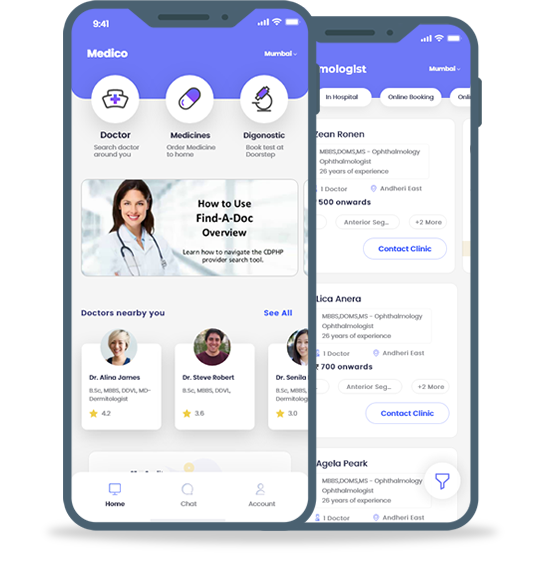 9:41
Medico
Mumbai
Doctor
Search doctor
around you
Medicines
Order Medicine
to home
Digonostic
Book test at
Doorstep
How to Use
Find-A-Doc
Overview
Learn how to navigate the CDPHP
provider search tool.
Doctors nearby you
See All
Dr. Alina James
B.Sc, MBBS, DDVL, MD-
Dermitologist
4.2
Dr. Steve Robert
B.Sc, MBBS, DDVL,
3.6
Dr. Senila
B.Sc, MBBS,
Dermitolog
3.0
Home
Chat
Account
mologist
Mumbai
In Hospital
Online Booking
Onli
Zean Ronen
MBBS,DOMS,MS - Ophthalmology
Ophthalmologist
26 years of experience
1 Doctor
Andheri East
500 onwards
Anterior Seg...
+2 More
Contact Clinic
Lica Anera
MBBS,DOMS,MS - Ophthalmology
Ophthalmologist
26 years of experience
1 Doctor
Andheri East
₹ 700 onwards
Anterior Seg...
+2 More
Contact Clinic
Agela Peark
MBBS,DOMS,MS - Ophthalmology
Ophthalmologist
26 years of experience
1 Doctor
Andheri East